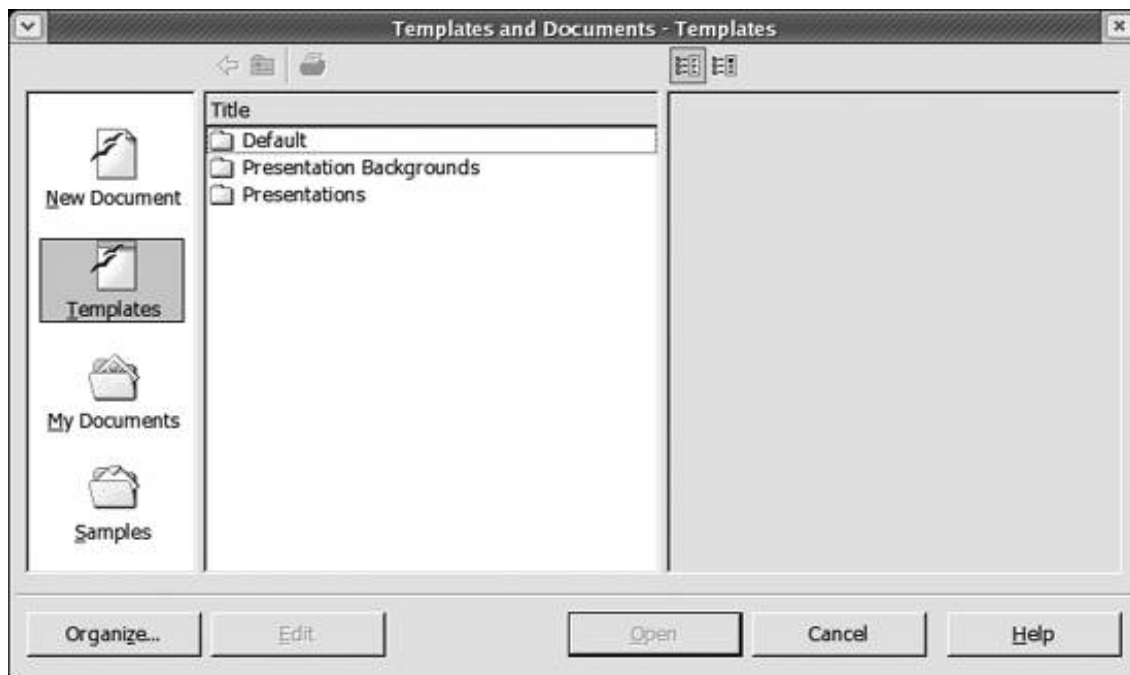 Templates and Documents - Templates
Title
Default
Presentation Backgrounds
Presentations
New Document
Templates
My Documents
Samples
Organize...
Edit
Open
Cancel
Help